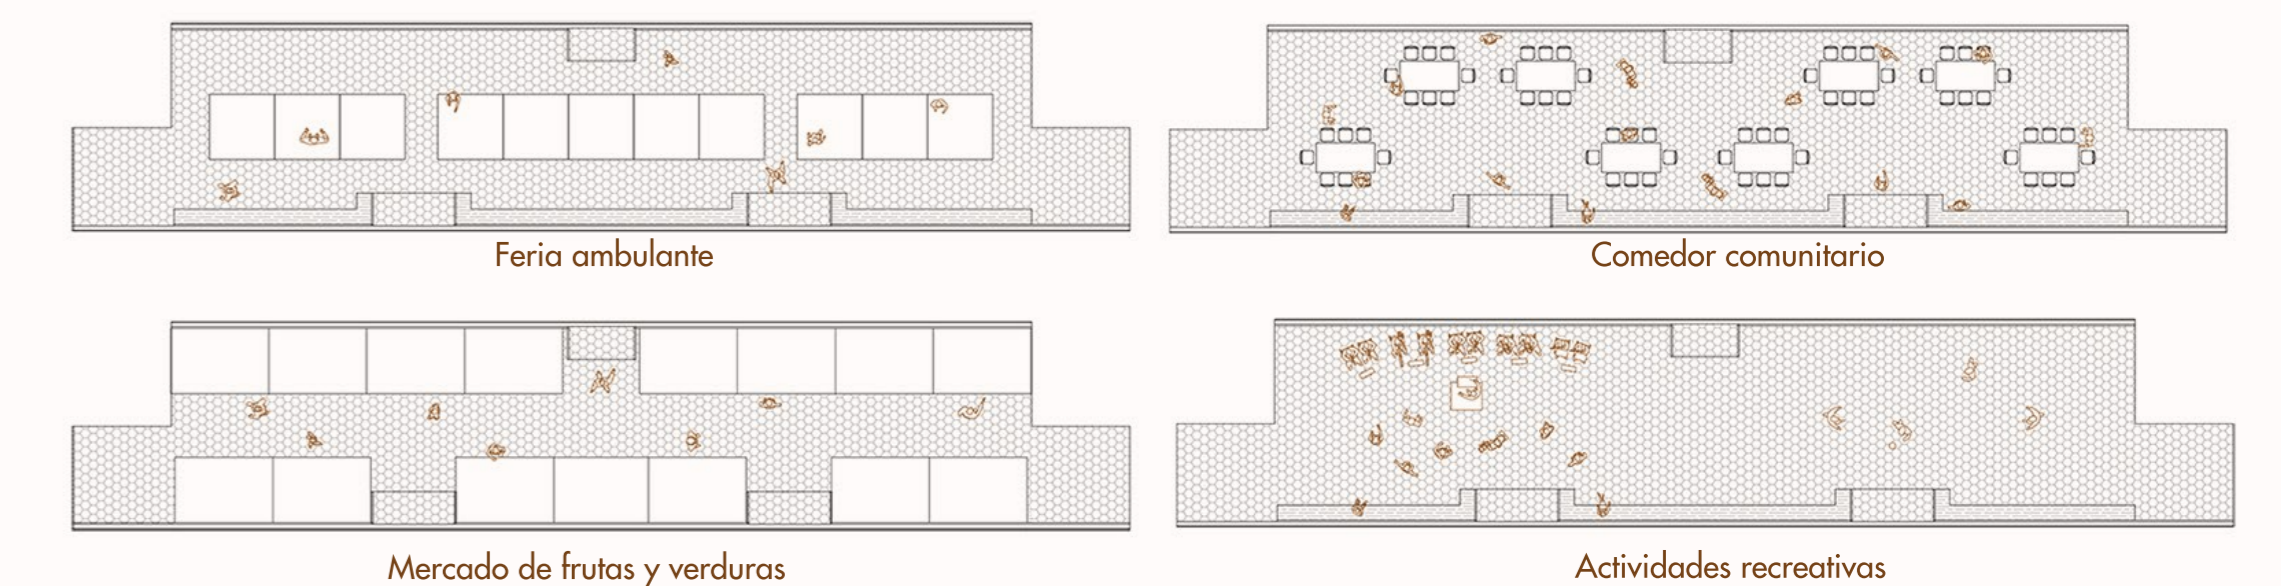 Feria ambulante
Comedor comunitario
Mercado de frutas y verduras
Actividades recreativas